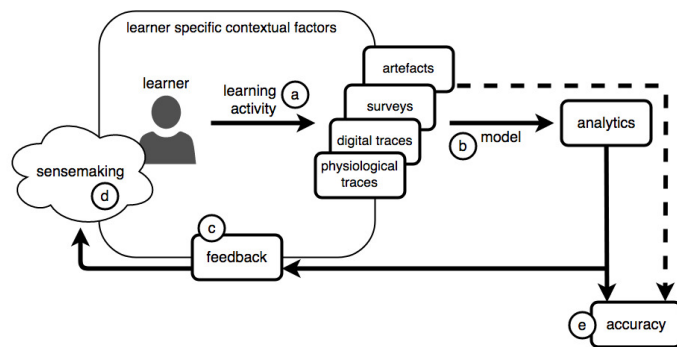 learner specific contextual factors
learner
learning
activity
a
artefacts
surveys
digital traces
physiological
traces
b
model
analytics
sensemaking
d
c
feedback
e
accuracy